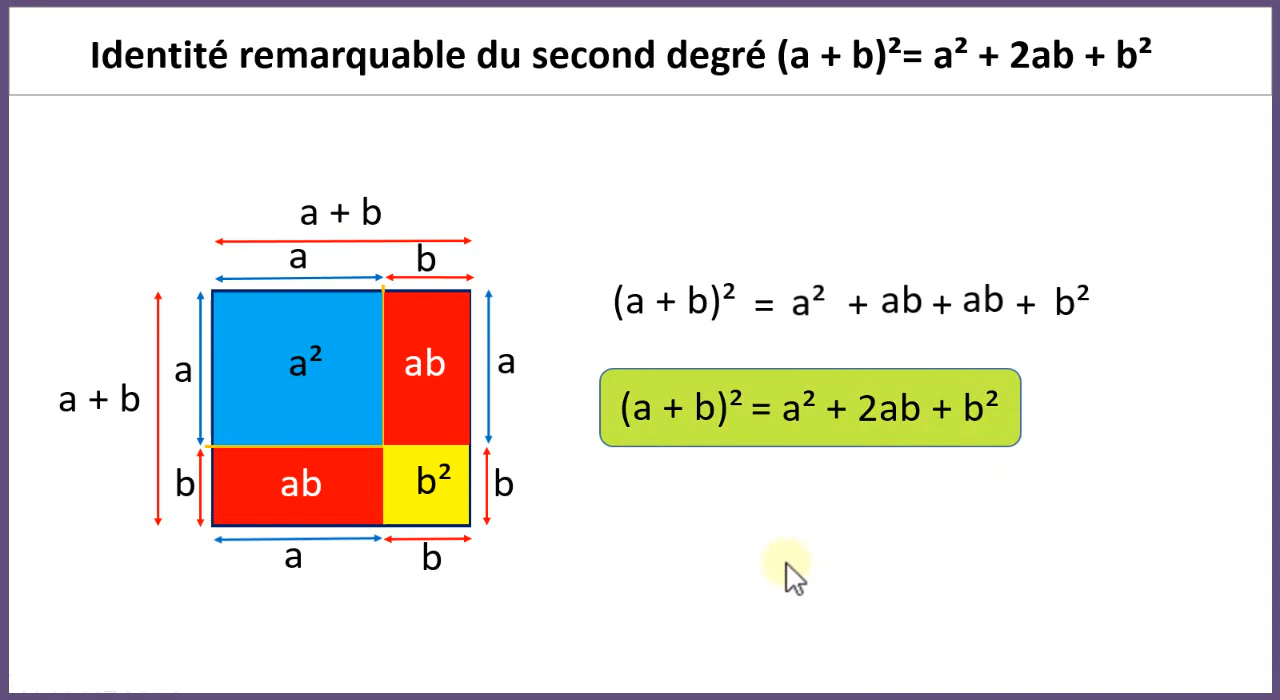 Identité remarquable du second degré (a + b)²= a² + 2ab + b²
a + b
a b
a a² ab a
a + b
b ab b² b
a b
(a + b)² = a² + ab + ab + b²
(a + b)² = a² + 2ab + b²